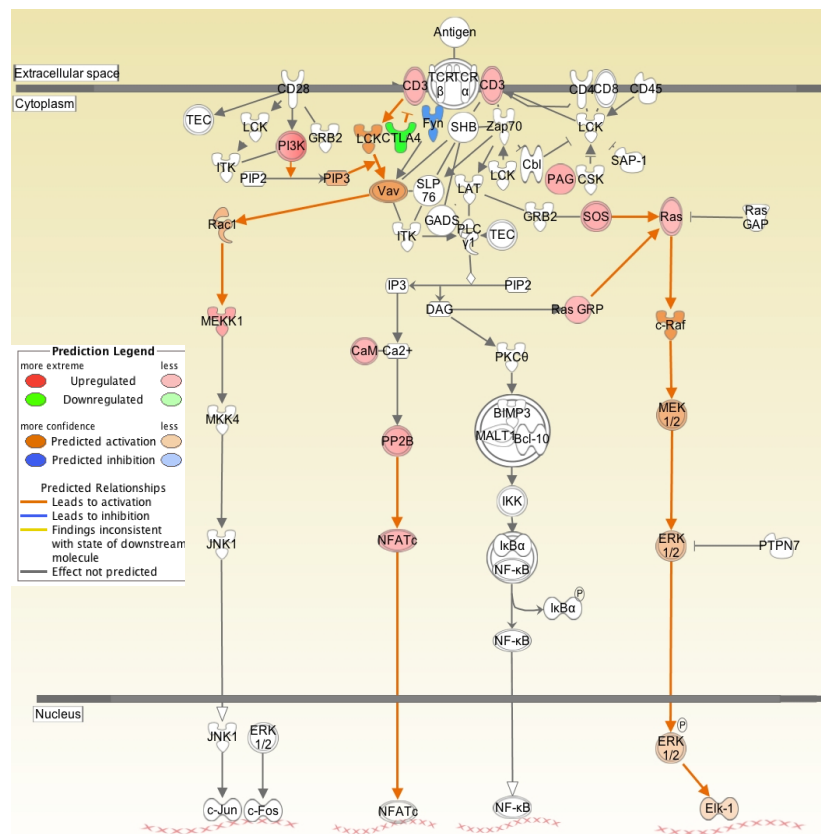 Antigen
Extracellular space
Cytoplasm
CD28
CD3
TCR
β
TCR
α
CD3
CD4
CD8
CD45
TEC
LCK
GRB2
PI3K
ITK
PIP2
PIP3
LCK
CTLA4
Fyn
SHB
Zap70
LCK
Cbl
LCK
SAP-1
PAG
CSK
Vav
SLP
76
LAT
GADS
ITK
PLC
γ1
TEC
GRB2
SOS
Ras
Ras
GAP
Rac1
IP3
PIP2
DAG
Ras GRP
MEKK1
c-Raf
CaM
Ca2+
PKCθ
Prediction Legend
more extreme
less
Upregulated
Downregulated
more confidence
less
Predicted activation
Predicted inhibition
Predicted Relationships
Leads to activation
Leads to inhibition
Findings inconsistent
with state of downstream
molecule
Effect not predicted
MKK4
BIMP3
MALT1
Bcl-10
MEK
1/2
PP2B
IKK
JNK1
NFATc
IκBα
NF-κB
ERK
1/2
PTPN7
P
IκBα
NF-κB
Nucleus
JNK1
ERK
1/2
P
ERK
1/2
c-Jun
c-Fos
NFATc
NF-κB
Elk-1